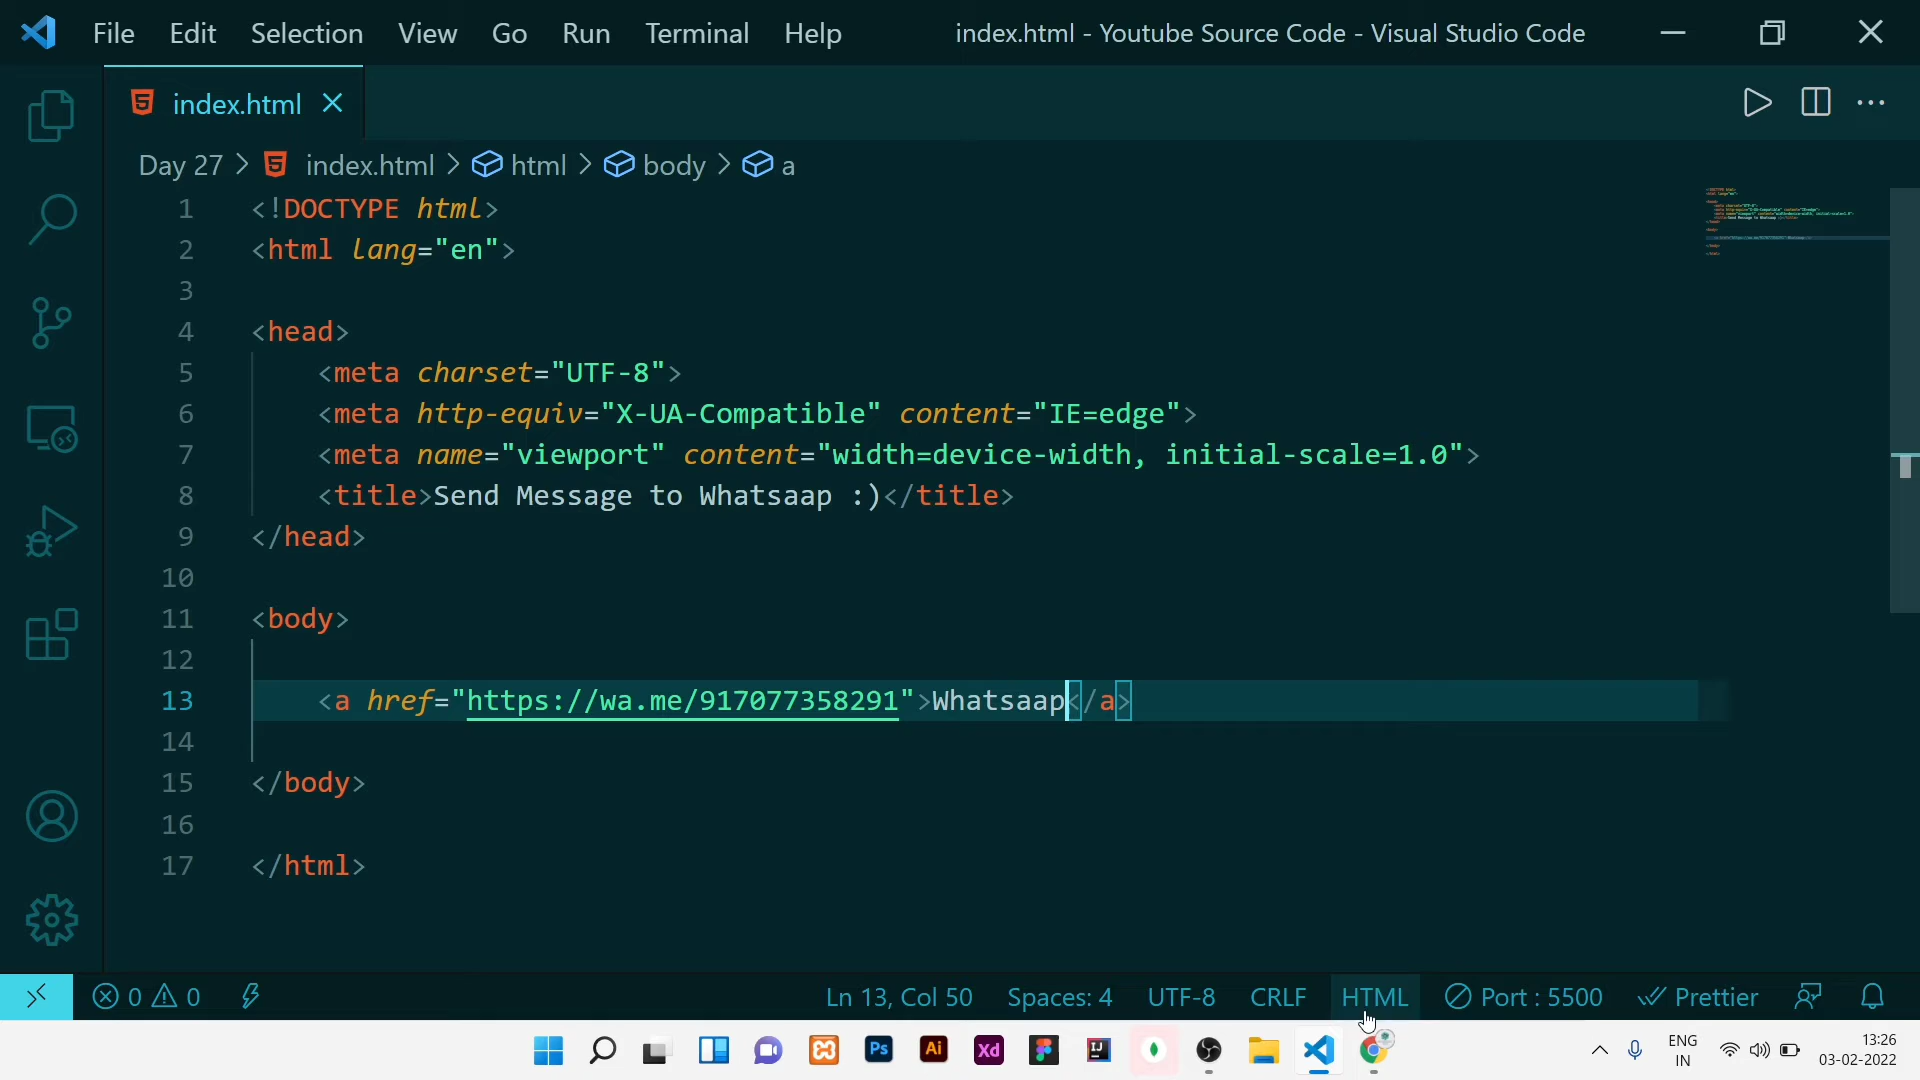 File Edit Selection View Go Run Terminal Help index.html - Youtube Source Code - Visual Studio Code
index.html
Day 27 > index.html > html > body > a
1 <!DOCTYPE html>
2 <html lang="en">
3
4 <head>
5 <meta charset="UTF-8">
6 <meta http-equiv="X-UA-Compatible" content="IE=edge">
7 <meta name="viewport" content="width=device-width, initial-scale=1.0">
8 <title>Send Message to Whatsaap :)</title>
9 </head>
10
11 <body>
12
13 <a href="https://wa.me/917077358291">Whatsaap</a>
14
15 </body>
16
17 </html>
0 0 Ln 13, Col 50 Spaces: 4 UTF-8 CRLF HTML Port : 5500 Prettier
Ps Ai Xd IJ ENG 13:26
IN 03-02-2022